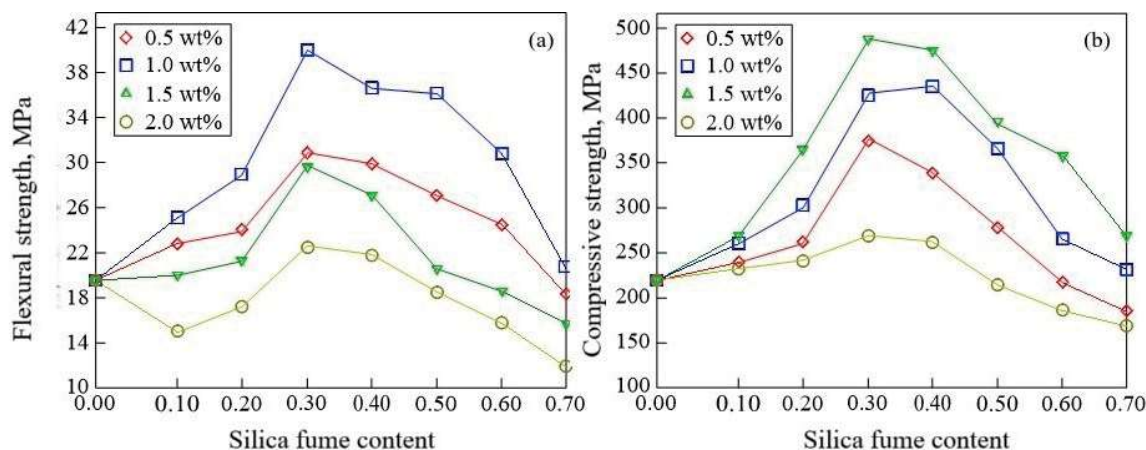 42
38
34
30
26
22
18
14
10
Flexural strength, MPa
0.5 wt%
1.0 wt%
1.5 wt%
2.0 wt%
(a)
0.00 0.10 0.20 0.30 0.40 0.50 0.60 0.70
Silica fume content
500
450
400
350
300
250
200
150
100
Compressive strength, MPa
0.5 wt%
1.0 wt%
1.5 wt%
2.0 wt%
(b)
0.00 0.10 0.20 0.30 0.40 0.50 0.60 0.70
Silica fume content